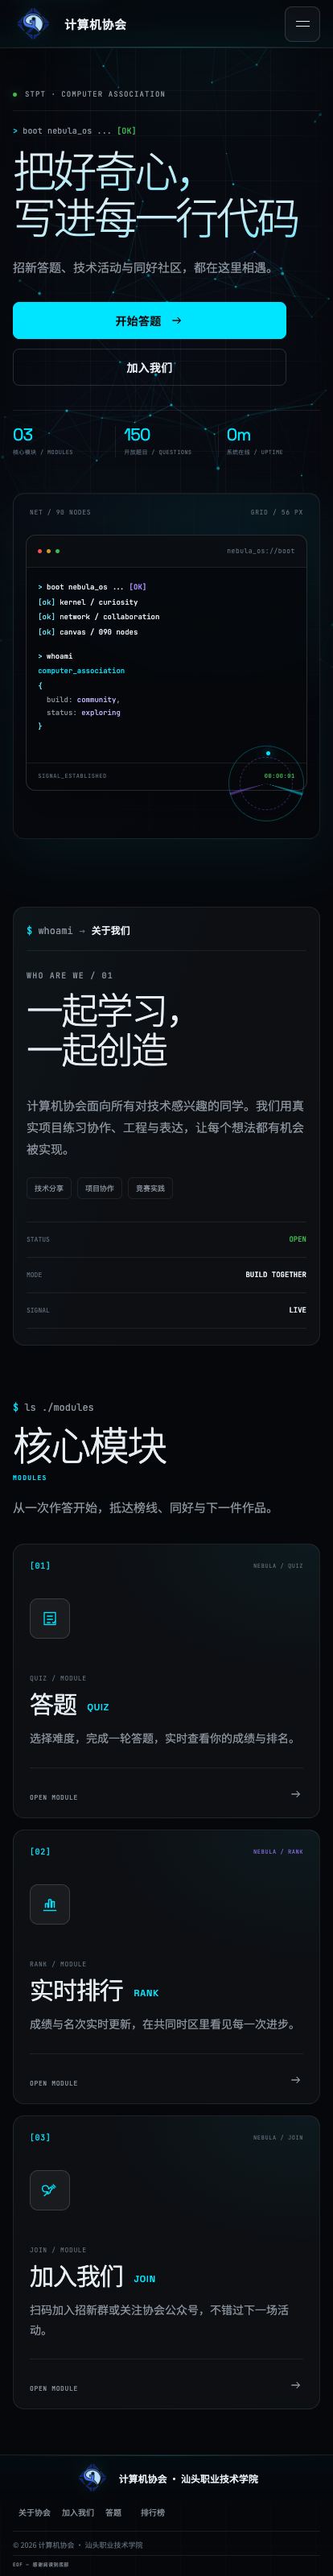 计算机协会
STPT · COMPUTER ASSOCIATION
> boot nebula_os ... [OK]
把好奇心，
写进每一行代码
招新答题、技术活动与同好社区，都在这里相遇。
开始答题 →
加入我们
03
核心模块 / MODULES
150
开放题目 / QUESTIONS
0m
系统在线 / UPTIME
NET / 90 NODES
GRID / 56 PX
nebula_os://boot
> boot nebula_os ... [OK]
[ok] kernel / curiosity
[ok] network / collaboration
[ok] canvas / 090 nodes
> whoami
computer_association
{
build: community,
status: exploring
}
SIGNAL_ESTABLISHED
00:00:01
$ whoami → 关于我们
WHO ARE WE / 01
一起学习，
一起创造
计算机协会面向所有对技术感兴趣的同学。我们用真
实项目练习协作、工程与表达，让每个想法都有机会
被实现。
技术分享
项目协作
竞赛实践
STATUS
OPEN
MODE
BUILD TOGETHER
SIGNAL
LIVE
$ ls ./modules
核心模块
MODULES
从一次作答开始，抵达榜线、同好与下一件作品。
[01]
NEBULA / QUIZ
QUIZ / MODULE
答题 QUIZ
选择难度，完成一轮答题，实时查看你的成绩与排名。
OPEN MODULE →
[02]
NEBULA / RANK
RANK / MODULE
实时排行 RANK
成绩与名次实时更新，在共同时区里看见每一次进步。
OPEN MODULE →
[03]
NEBULA / JOIN
JOIN / MODULE
加入我们 JOIN
扫码加入招新群或关注协会公众号，不错过下一场活
动。
OPEN MODULE →
计算机协会 · 汕头职业技术学院
关于协会 加入我们 答题 排行榜
© 2026 计算机协会 · 汕头职业技术学院
EOF — 感谢阅读到底部